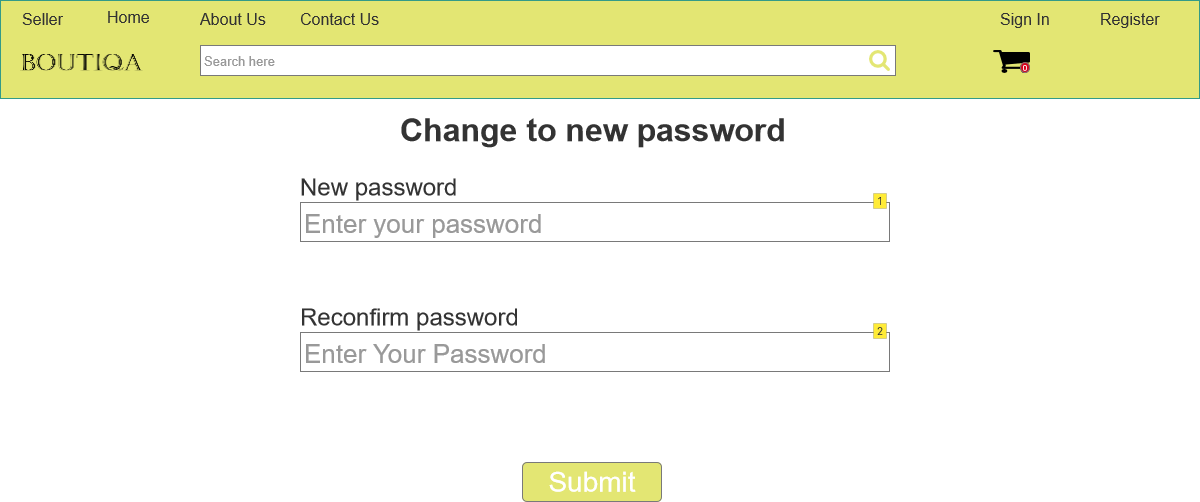 Seller Home About Us Contact Us Sign In Register
BOUTIQA Search here 0
Change to new password
New password
1
Enter your password
Reconfirm password
2
Enter Your Password
Submit